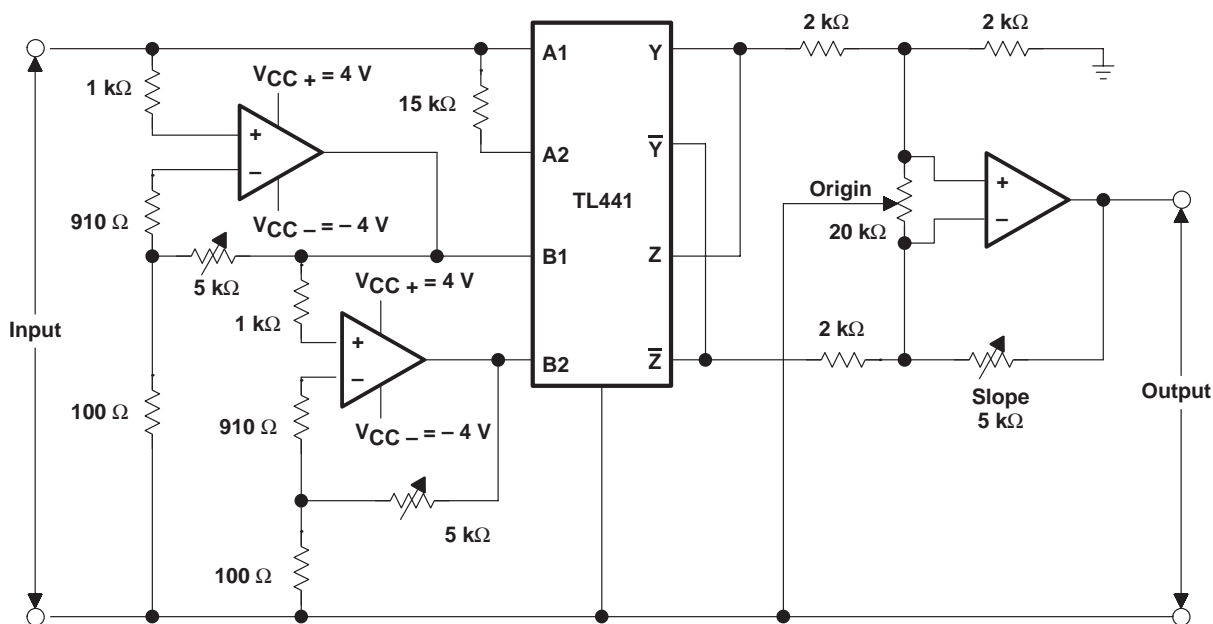 2 kΩ
2 kΩ
1 kΩ
VCC + = 4 V
15 kΩ
A1
Y
+
–
A2
Y̅
VCC – = – 4 V
TL441
Origin
+
–
20 kΩ
910 Ω
5 kΩ
B1
Z
VCC + = 4 V
Input
1 kΩ
+
–
2 kΩ
B2
Z̅
Slope
5 kΩ
Output
100 Ω
910 Ω
VCC – = – 4 V
5 kΩ
100 Ω